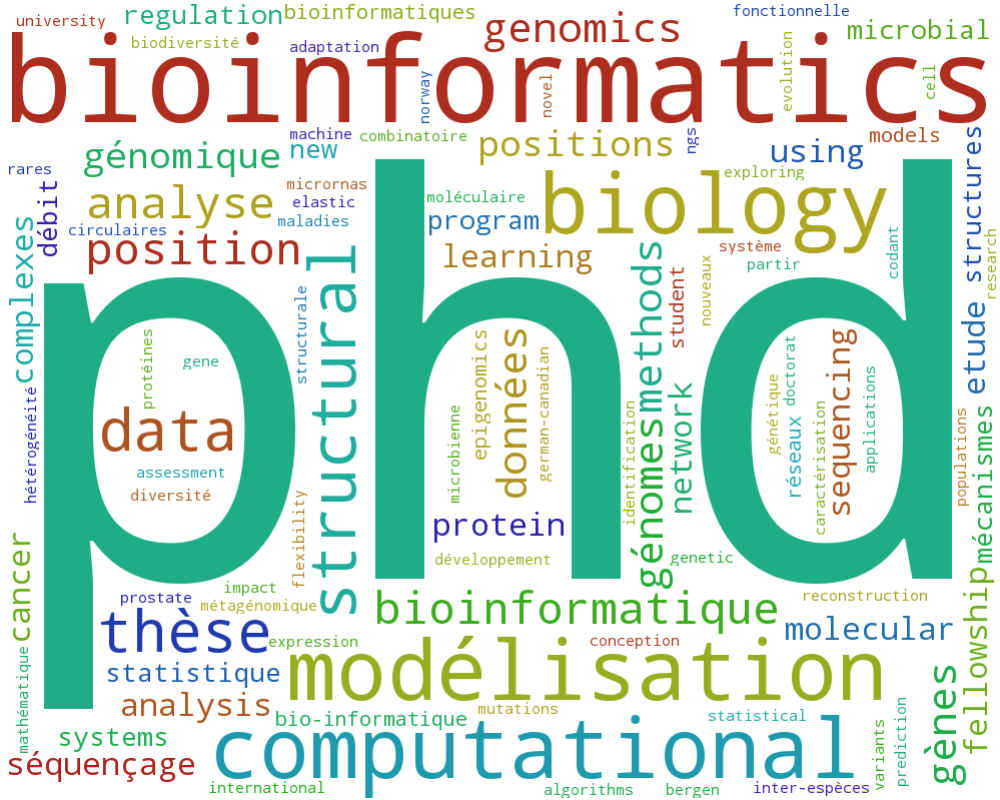 university
regulation
bioinformatiques
genomics
fonctionnelle
microbial
biodiversité
adaptation
bioinformatics
norway
novel
evolution
cell
machine
combinatoire
ngs
models
génomique
new
positions
using
structures
rares
débit
analyse
micrornas
elastic
exploring
moléculaire
biology
circulaires
maladies
program
position
learning
système
partir
codant
research
complexes
structural
structurale
methods
student
nouveaux
etude
phd
protéines
gene
données
epigenomics
german-canadian
microbienne
génétique
doctorat
sequencing
réseaux
caractérisation
applications
data
assessment
diversité
hétérogénéité
identification
network
génomes
populations
mécanismes
flexibility
protein
développement
genetic
cancer
impact
prostate
métagénomique
bioinformatique
reconstruction
fellowship
thèse
expression
conception
molecular
statistique
modélisation
mathématique
analysis
mutations
bio-informatique
statistical
gènes
systems
computational
variants
prediction
séquençage
international
algorithms
bergen
inter-espèces